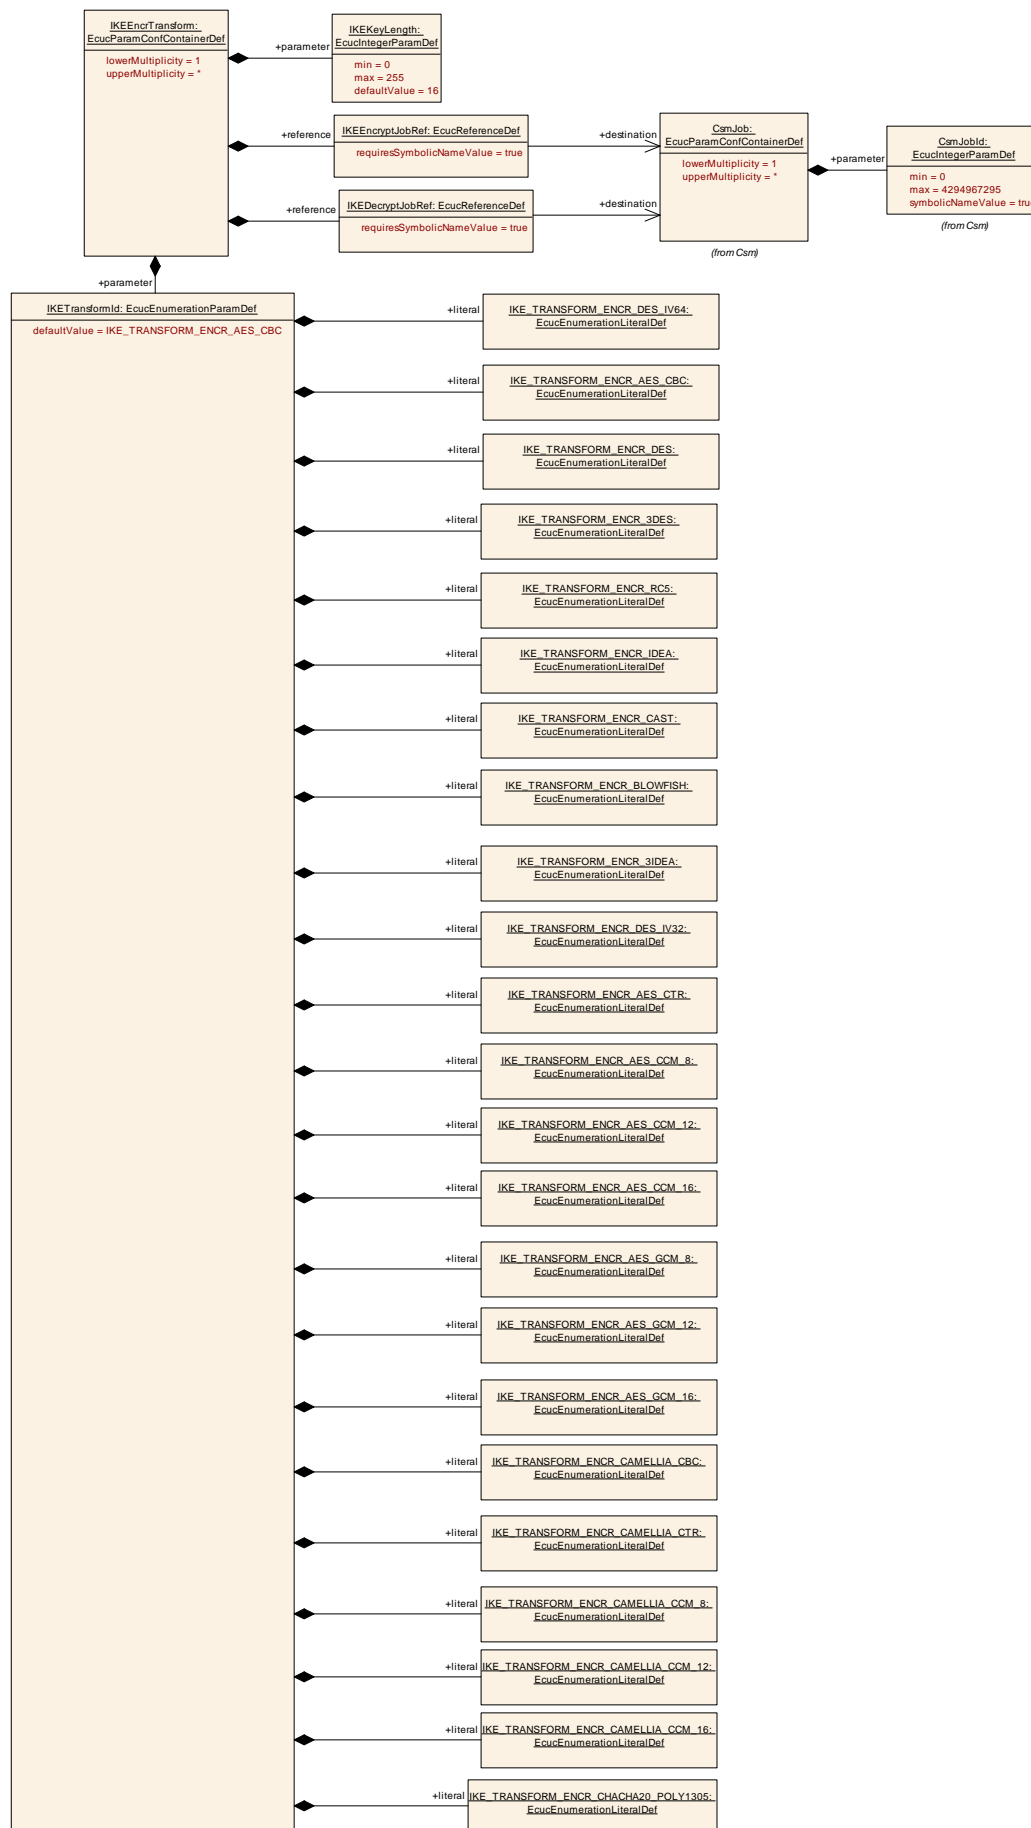 IKEEncrTransform:
EcucParamConfContainerDef
lowerMultiplicity = 1
upperMultiplicity = *
+parameter
IKEKeyLength:
EcucIntegerParamDef
min = 0
max = 255
defaultValue = 16
+reference
IKEEncryptJobRef: EcucReferenceDef
requiresSymbolicNameValue = true
+destination
CsmJob:
EcucParamConfContainerDef
lowerMultiplicity = 1
upperMultiplicity = *
(from Csm)
+parameter
CsmJobId:
EcucIntegerParamDef
min = 0
max = 4294967295
symbolicNameValue = true
(from Csm)
+reference
IKEDecryptJobRef: EcucReferenceDef
requiresSymbolicNameValue = true
+destination
+parameter
IKETransformId: EcucEnumerationParamDef
defaultValue = IKE_TRANSFORM_ENCR_AES_CBC
+literal
IKE_TRANSFORM_ENCR_DES_IV64:
EcucEnumerationLiteralDef
+literal
IKE_TRANSFORM_ENCR_AES_CBC:
EcucEnumerationLiteralDef
+literal
IKE_TRANSFORM_ENCR_DES:
EcucEnumerationLiteralDef
+literal
IKE_TRANSFORM_ENCR_3DES:
EcucEnumerationLiteralDef
+literal
IKE_TRANSFORM_ENCR_RC5:
EcucEnumerationLiteralDef
+literal
IKE_TRANSFORM_ENCR_IDEA:
EcucEnumerationLiteralDef
+literal
IKE_TRANSFORM_ENCR_CAST:
EcucEnumerationLiteralDef
+literal
IKE_TRANSFORM_ENCR_BLOWFISH:
EcucEnumerationLiteralDef
+literal
IKE_TRANSFORM_ENCR_3IDEA:
EcucEnumerationLiteralDef
+literal
IKE_TRANSFORM_ENCR_DES_IV32:
EcucEnumerationLiteralDef
+literal
IKE_TRANSFORM_ENCR_AES_CTR:
EcucEnumerationLiteralDef
+literal
IKE_TRANSFORM_ENCR_AES_CCM_8:
EcucEnumerationLiteralDef
+literal
IKE_TRANSFORM_ENCR_AES_CCM_12:
EcucEnumerationLiteralDef
+literal
IKE_TRANSFORM_ENCR_AES_CCM_16:
EcucEnumerationLiteralDef
+literal
IKE_TRANSFORM_ENCR_AES_GCM_8:
EcucEnumerationLiteralDef
+literal
IKE_TRANSFORM_ENCR_AES_GCM_12:
EcucEnumerationLiteralDef
+literal
IKE_TRANSFORM_ENCR_AES_GCM_16:
EcucEnumerationLiteralDef
+literal
IKE_TRANSFORM_ENCR_CAMELLIA_CBC:
EcucEnumerationLiteralDef
+literal
IKE_TRANSFORM_ENCR_CAMELLIA_CTR:
EcucEnumerationLiteralDef
+literal
IKE_TRANSFORM_ENCR_CAMELLIA_CCM_8:
EcucEnumerationLiteralDef
+literal
IKE_TRANSFORM_ENCR_CAMELLIA_CCM_12:
EcucEnumerationLiteralDef
+literal
IKE_TRANSFORM_ENCR_CAMELLIA_CCM_16:
EcucEnumerationLiteralDef
+literal
IKE_TRANSFORM_ENCR_CHACHA20_POLY1305:
EcucEnumerationLiteralDef